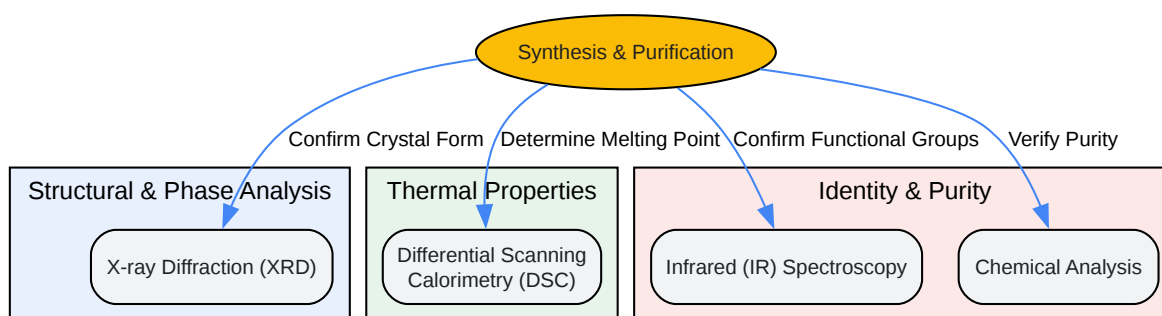 Synthesis & Purification
Confirm Crystal Form
Determine Melting Point
Confirm Functional Groups
Verify Purity
Structural & Phase Analysis
Thermal Properties
Identity & Purity
X-ray Diffraction (XRD)
Differential Scanning
Calorimetry (DSC)
Infrared (IR) Spectroscopy
Chemical Analysis